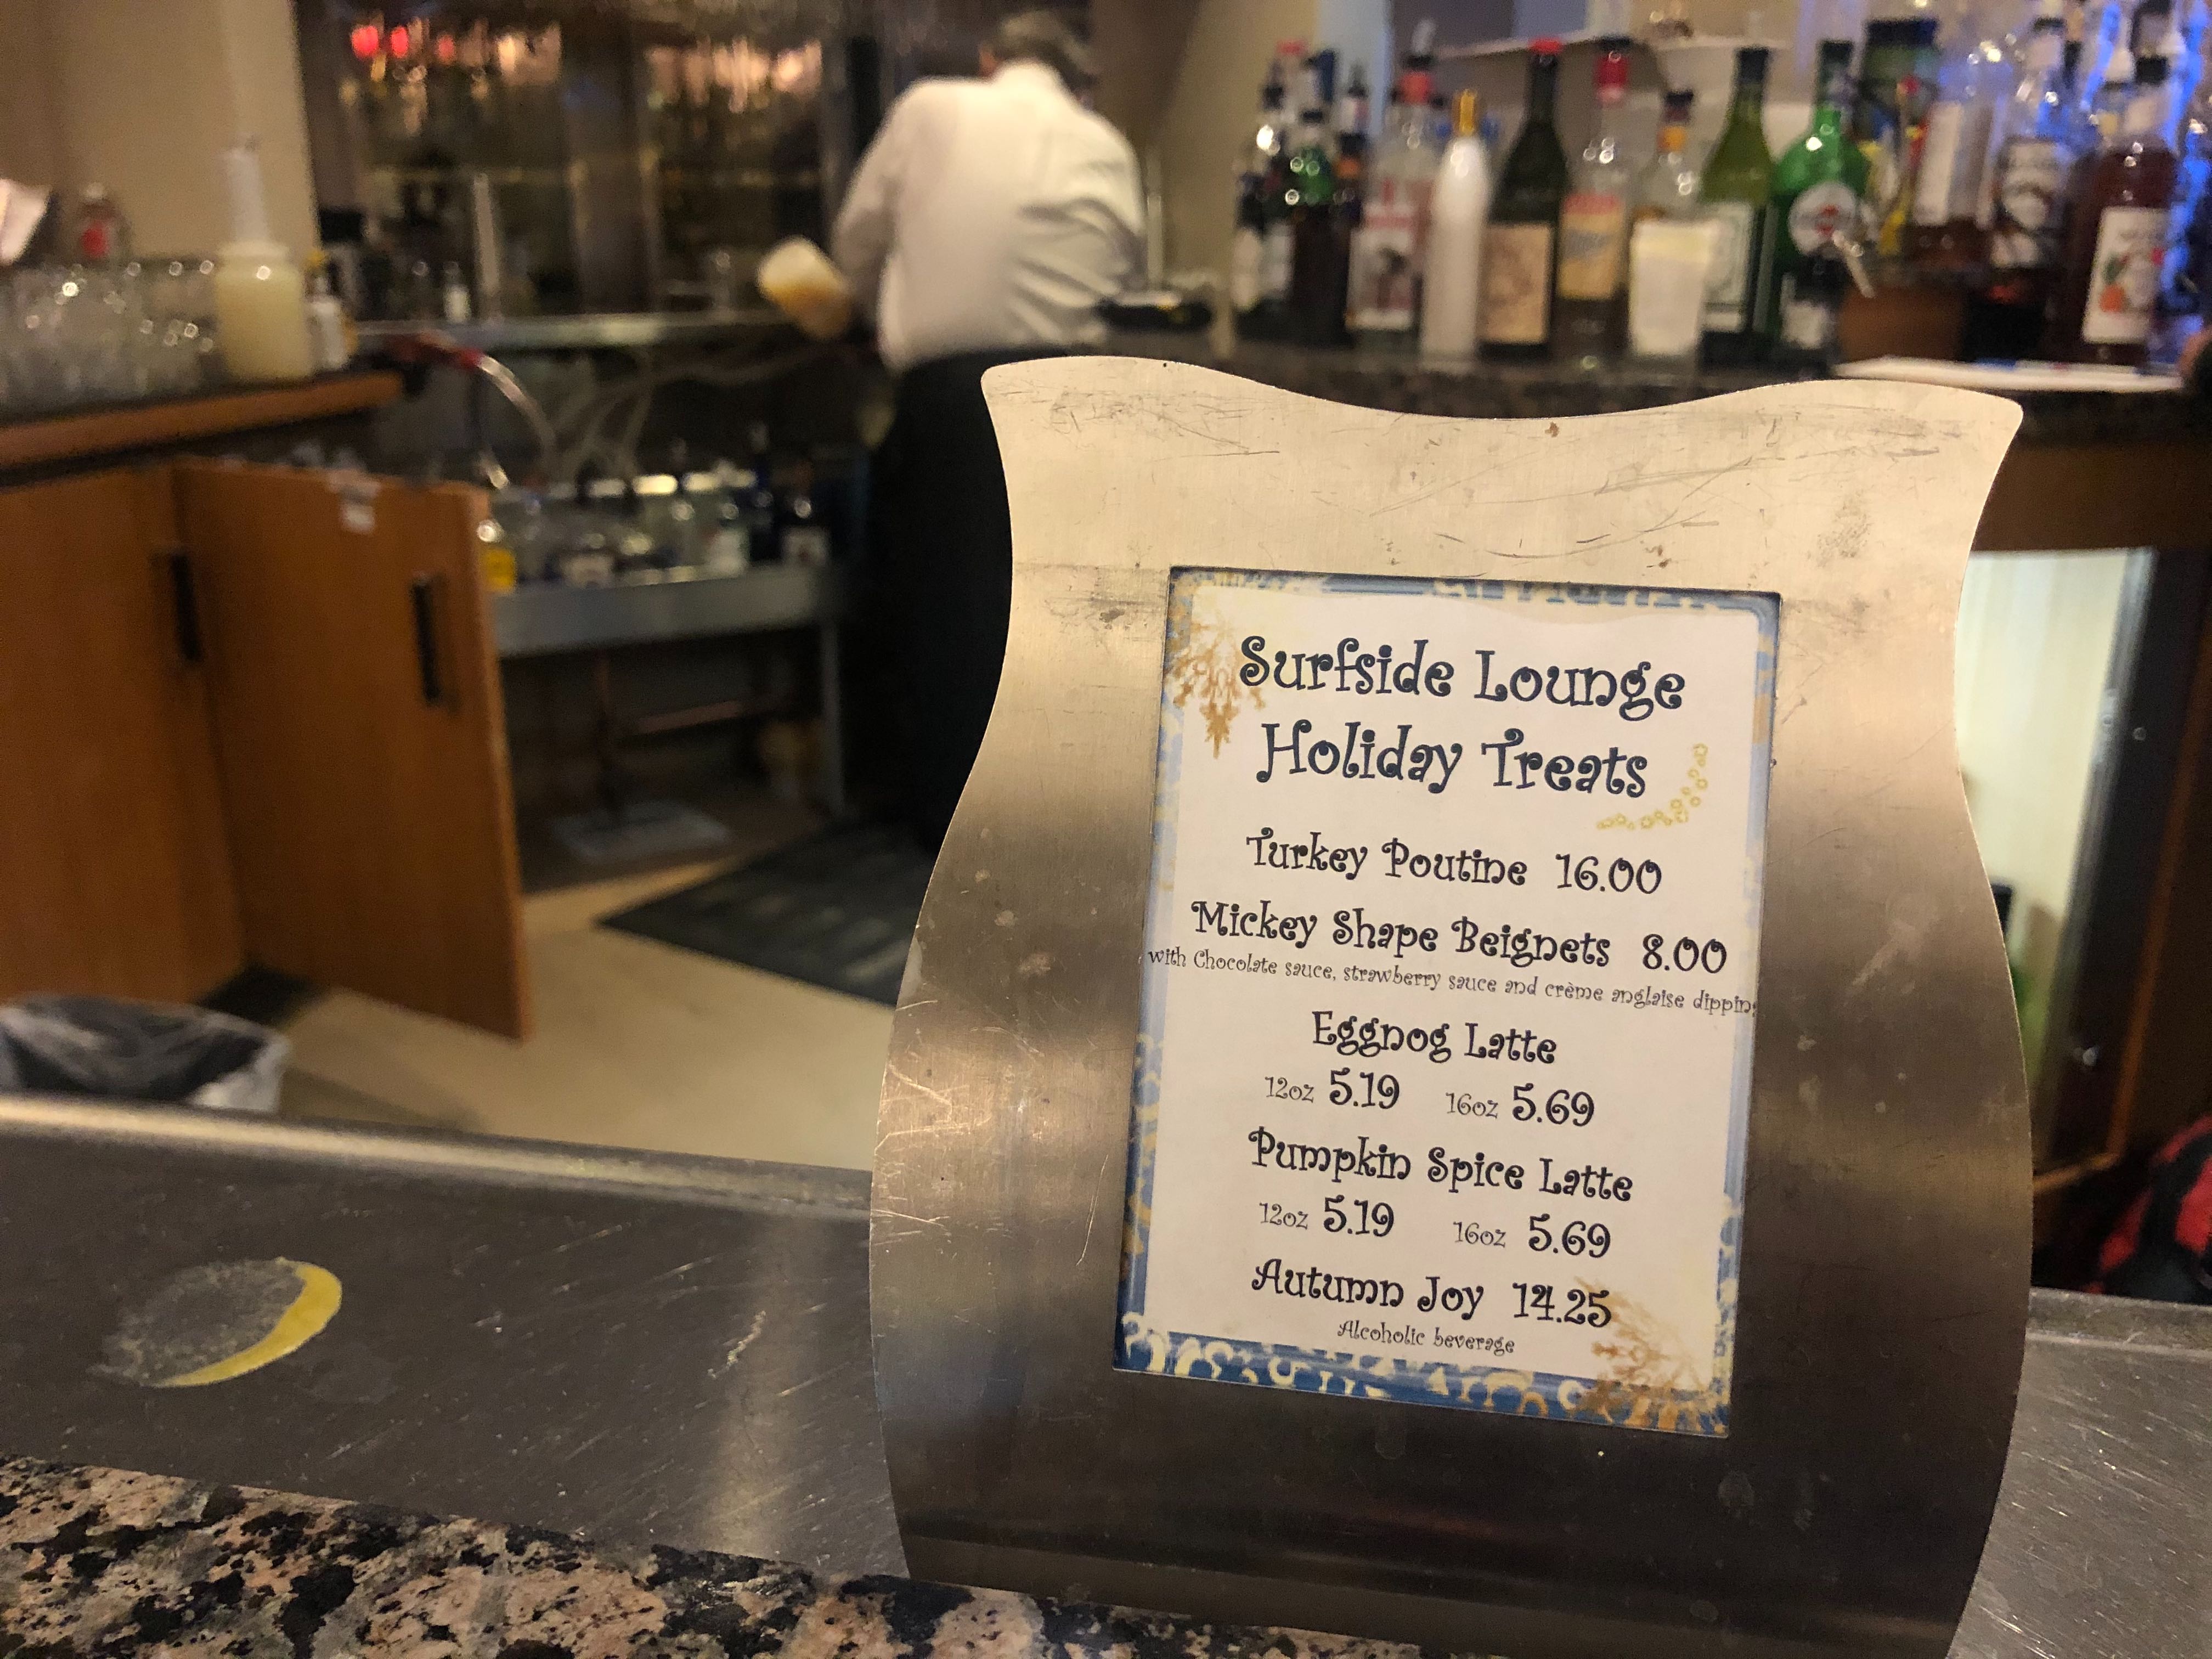 Surfside Lounge
Holiday Treats
Turkey Poutine 16.00
Mickey Shape Beignets 8.00
with Chocolate sauce, strawberry sauce and crème anglaise dipping
Eggnog Latte
12oz 5.19 16oz 5.69
Pumpkin Spice Latte
12oz 5.19 16oz 5.69
Autumn Joy 14.25
Alcoholic beverage